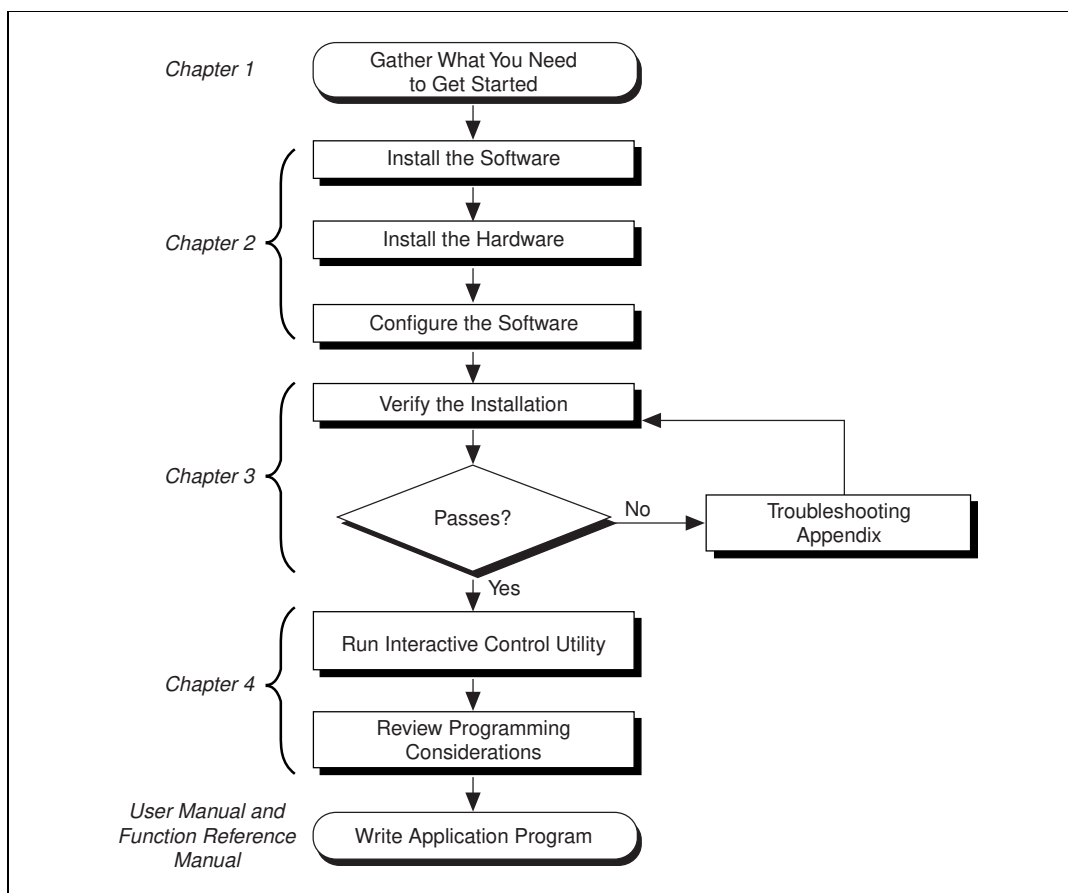 Chapter 1
Gather What You Need
to Get Started
Install the Software
Chapter 2
Install the Hardware
Configure the Software
Verify the Installation
Chapter 3
Passes?
No
Troubleshooting
Appendix
Yes
Run Interactive Control Utility
Chapter 4
Review Programming
Considerations
User Manual and
Function Reference
Manual
Write Application Program